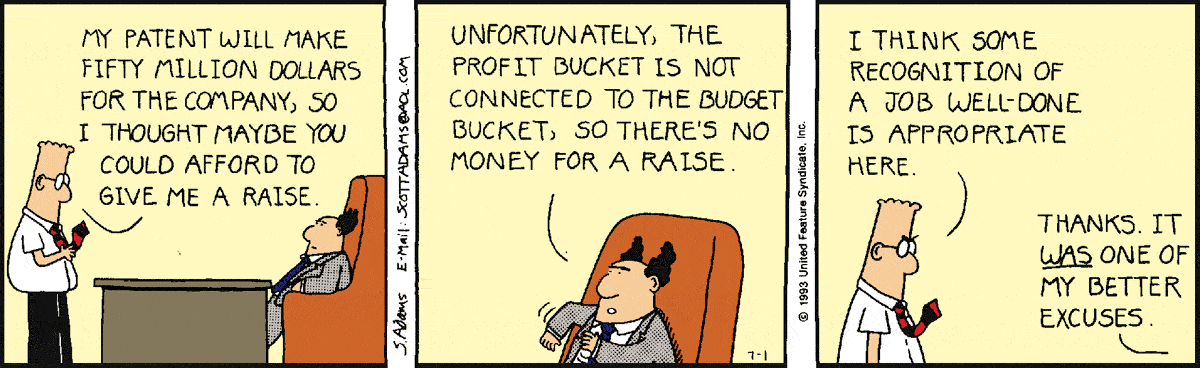 MY PATENT WILL MAKE
FIFTY MILLION DOLLARS
FOR THE COMPANY, SO
I THOUGHT MAYBE YOU
COULD AFFORD TO
GIVE ME A RAISE.
S.Adams E-Mail: SCOTTADAMS@AOL.COM
UNFORTUNATELY, THE
PROFIT BUCKET IS NOT
CONNECTED TO THE BUDGET
BUCKET, SO THERE'S NO
MONEY FOR A RAISE.
7-1
© 1993 United Feature Syndicate, Inc.
I THINK SOME
RECOGNITION OF
A JOB WELL-DONE
IS APPROPRIATE
HERE.
THANKS. IT
WAS ONE OF
MY BETTER
EXCUSES.